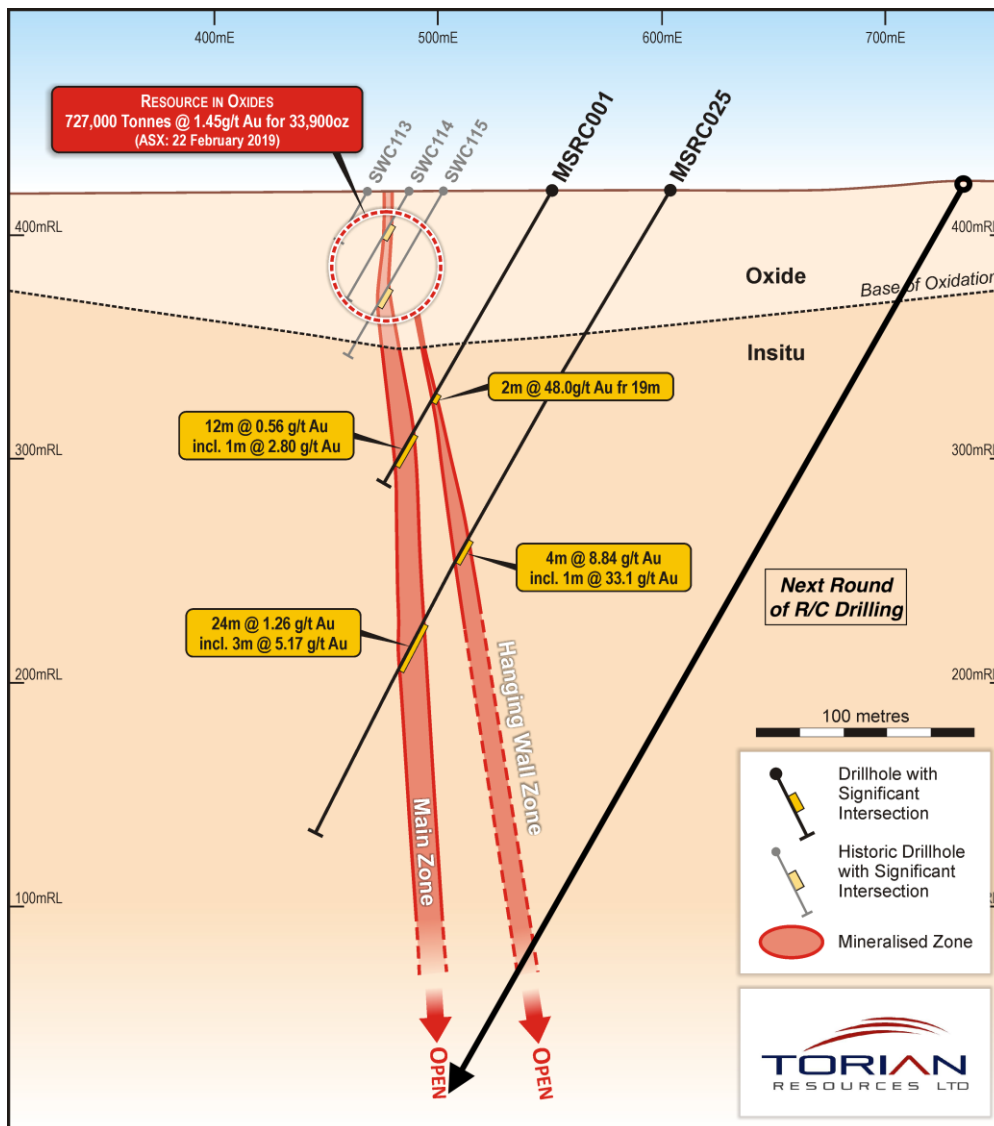 400mE
500mE
600mE
700mE
RESOURCE IN OXIDES
727,000 Tonnes @ 1.45g/t Au for 33,900oz
(ASX: 22 February 2019)
SWC113
SWC114
SWC115
MSRC001
MSRC025
400mRL
400mRL
Oxide
Base of Oxidation
Insitu
2m @ 48.0g/t Au fr 19m
12m @ 0.56 g/t Au
incl. 1m @ 2.80 g/t Au
300mRL
300mRL
4m @ 8.84 g/t Au
incl. 1m @ 33.1 g/t Au
Next Round
of R/C Drilling
24m @ 1.26 g/t Au
incl. 3m @ 5.17 g/t Au
Hanging Wall Zone
200mRL
200mRL
100 metres
Main Zone
Drillhole with
Significant
Intersection
Historic Drillhole
with Significant
Intersection
100mRL
Mineralised Zone
OPEN
OPEN
TORIAN
RESOURCES LTD